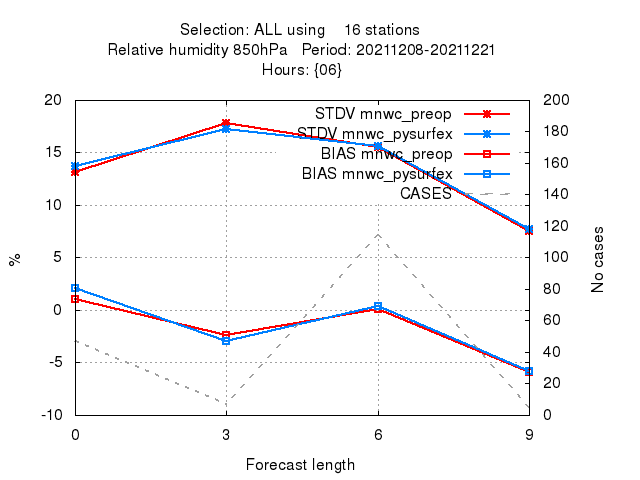 Selection: ALL using 16 stations
Relative humidity 850hPa Period: 20211208-20211221
Hours: {06}
STDV mnwc_preop
STDV mnwc_pysurfex
BIAS mnwc_preop
BIAS mnwc_pysurfex
CASES
20
15
10
5
0
-5
-10
%
200
180
160
140
120
100
80
60
40
20
0
No cases
0 3 6 9
Forecast length